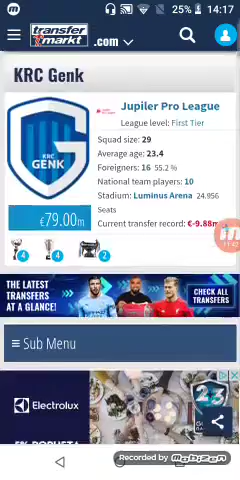 25% 14:17
transfer
markt .com
KRC Genk
KRC
GENK
Jupiler Pro League
League level: First Tier
Squad size: 29
Average age: 23.4
Foreigners: 16 55.2 %
National team players: 10
Stadium: Luminus Arena 24.956
Seats
Current transfer record: €-9.88m
€79.00m
4 4 2
THE LATEST
TRANSFERS
AT A GLANCE!
CHECK ALL
TRANSFERS
≡ Sub Menu
Electrolux
23
Recorded by Mobizen